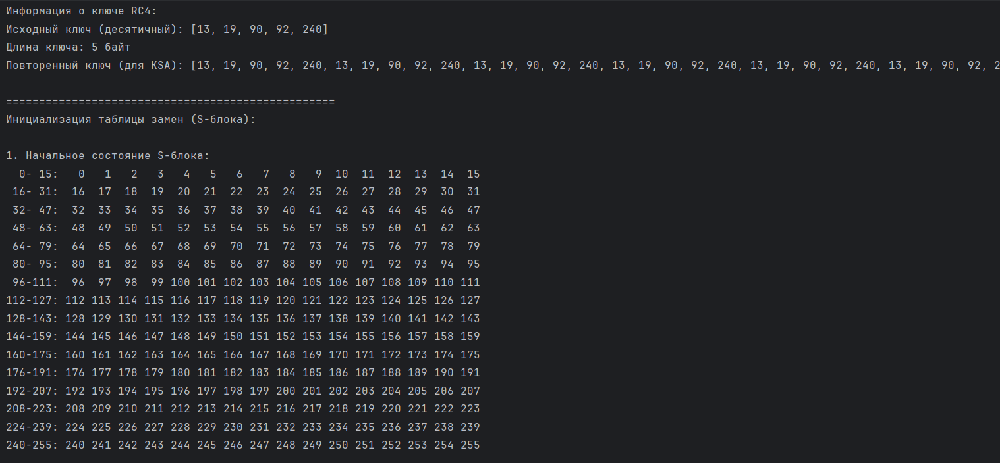 Информация о ключе RC4:
Исходный ключ (десятичный): [13, 19, 90, 92, 240]
Длина ключа: 5 байт
Повторенный ключ (для KSA): [13, 19, 90, 92, 240, 13, 19, 90, 92, 240, 13, 19, 90, 92, 240, 13, 19, 90, 92, 240, 13, 19, 90, 92, 240, 13, 19, 90, 92, 2
==================================================
Инициализация таблицы замен (S-блока):
1. Начальное состояние S-блока:
  0- 15:   0   1   2   3   4   5   6   7   8   9  10  11  12  13  14  15
 16- 31:  16  17  18  19  20  21  22  23  24  25  26  27  28  29  30  31
 32- 47:  32  33  34  35  36  37  38  39  40  41  42  43  44  45  46  47
 48- 63:  48  49  50  51  52  53  54  55  56  57  58  59  60  61  62  63
 64- 79:  64  65  66  67  68  69  70  71  72  73  74  75  76  77  78  79
 80- 95:  80  81  82  83  84  85  86  87  88  89  90  91  92  93  94  95
 96-111:  96  97  98  99 100 101 102 103 104 105 106 107 108 109 110 111
112-127: 112 113 114 115 116 117 118 119 120 121 122 123 124 125 126 127
128-143: 128 129 130 131 132 133 134 135 136 137 138 139 140 141 142 143
144-159: 144 145 146 147 148 149 150 151 152 153 154 155 156 157 158 159
160-175: 160 161 162 163 164 165 166 167 168 169 170 171 172 173 174 175
176-191: 176 177 178 179 180 181 182 183 184 185 186 187 188 189 190 191
192-207: 192 193 194 195 196 197 198 199 200 201 202 203 204 205 206 207
208-223: 208 209 210 211 212 213 214 215 216 217 218 219 220 221 222 223
224-239: 224 225 226 227 228 229 230 231 232 233 234 235 236 237 238 239
240-255: 240 241 242 243 244 245 246 247 248 249 250 251 252 253 254 255